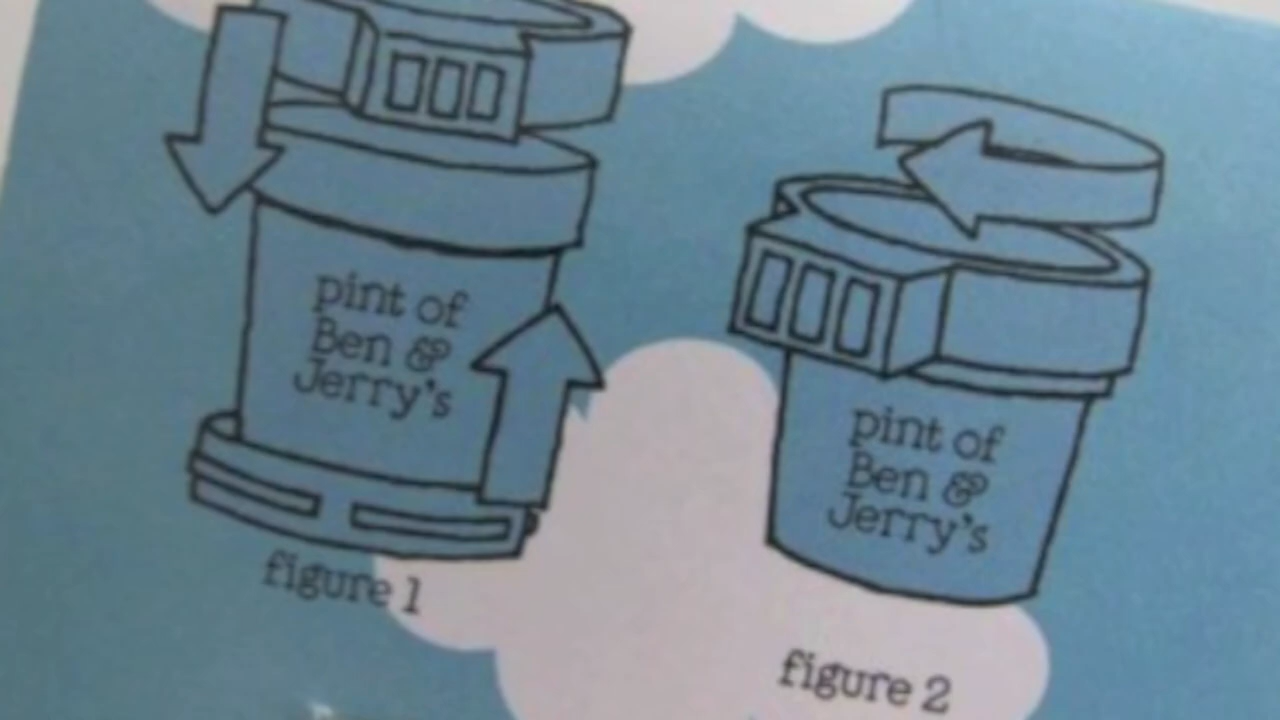 pint of
Ben &
Jerry's
figure 1
pint of
Ben &
Jerry's
figure 2